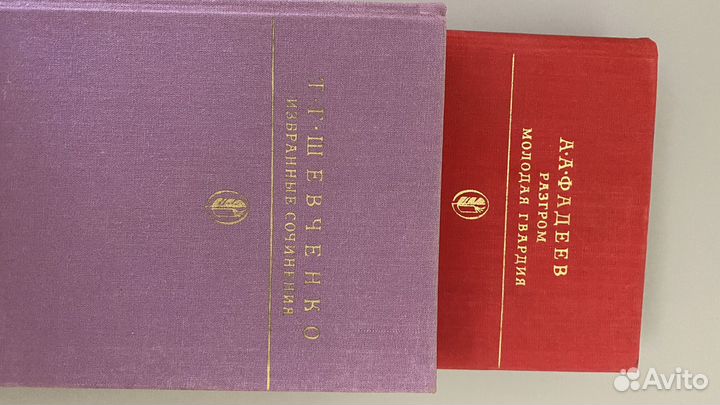 Т·Г·ШЕВЧЕНКО
ИЗБРАННЫЕ СОЧИНЕНИЯ
А·А·ФАДЕЕВ
РАЗГРОМ
МОЛОДАЯ ГВАРДИЯ
Avito